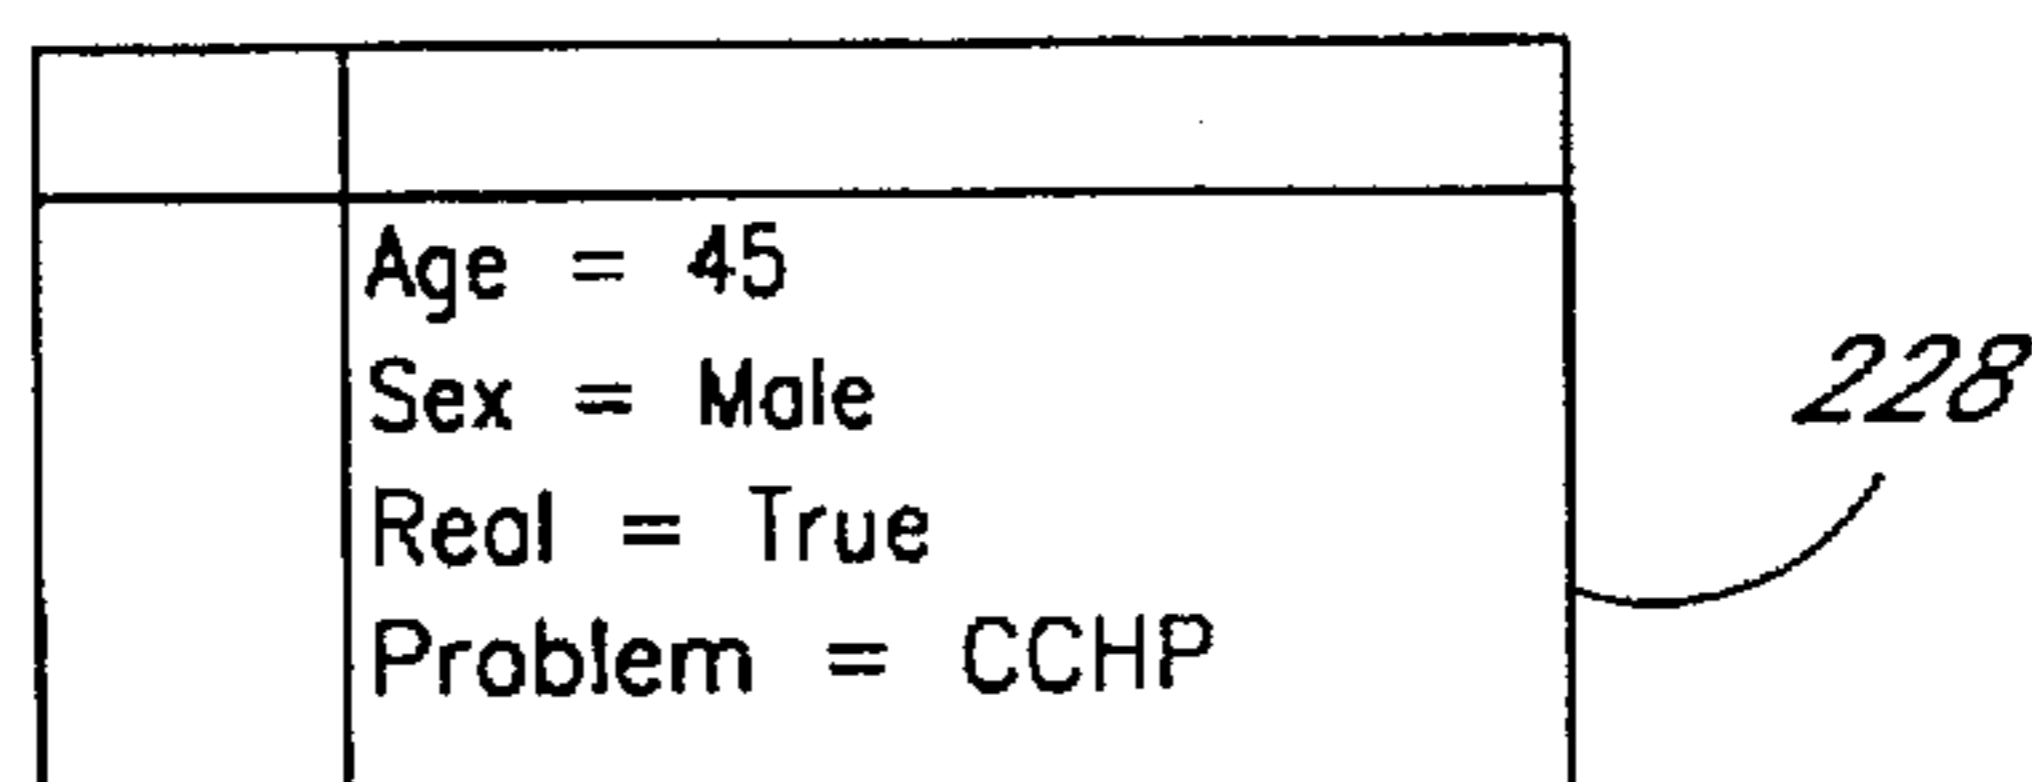 Age = 45
Sex = Male
Real = True
Problem = CCHP
228